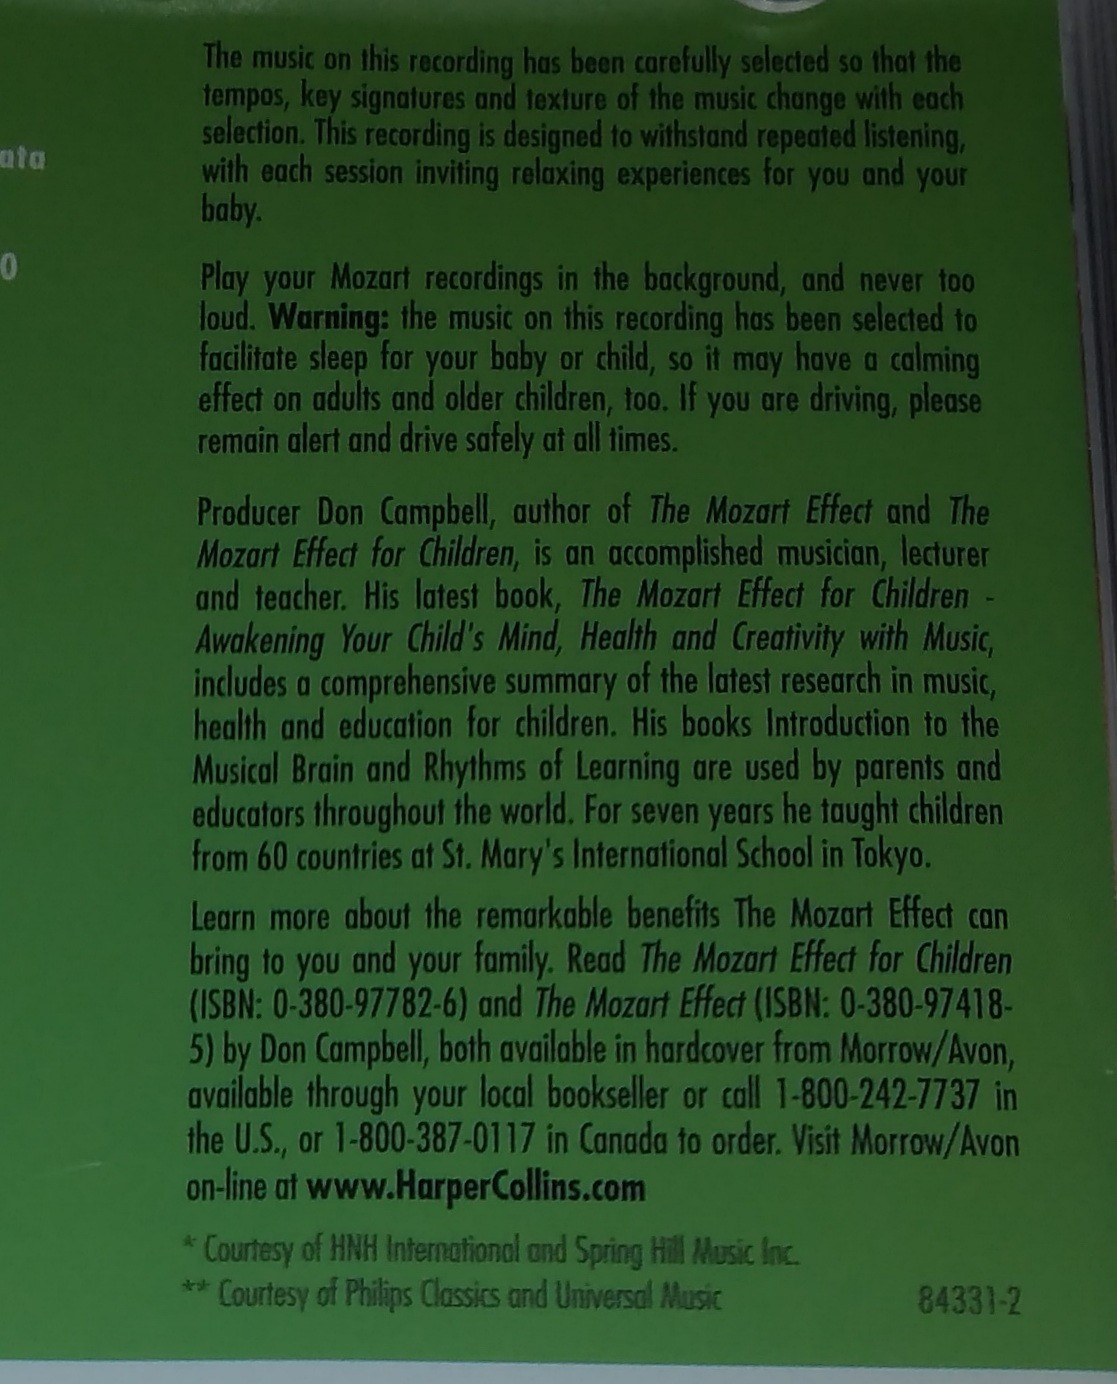 ata
0
The music on this recording has been carefully selected so that the
tempos, key signatures and texture of the music change with each
selection. This recording is designed to withstand repeated listening,
with each session inviting relaxing experiences for you and your
baby.
Play your Mozart recordings in the background, and never too
loud. Warning: the music on this recording has been selected to
facilitate sleep for your baby or child, so it may have a calming
effect on adults and older children, too. If you are driving, please
remain alert and drive safely at all times.
Producer Don Campbell, author of The Mozart Effect and The
Mozart Effect for Children, is an accomplished musician, lecturer
and teacher. His latest book, The Mozart Effect for Children -
Awakening Your Child's Mind, Health and Creativity with Music,
includes a comprehensive summary of the latest research in music,
health and education for children. His books Introduction to the
Musical Brain and Rhythms of Learning are used by parents and
educators throughout the world. For seven years he taught children
from 60 countries at St. Mary's International School in Tokyo.
Learn more about the remarkable benefits The Mozart Effect can
bring to you and your family. Read The Mozart Effect for Children
(ISBN: 0-380-97782-6) and The Mozart Effect (ISBN: 0-380-97418-
5) by Don Campbell, both available in hardcover from Morrow/Avon,
available through your local bookseller or call 1-800-242-7737 in
the U.S., or 1-800-387-0117 in Canada to order. Visit Morrow/Avon
on-line at www.HarperCollins.com
* Courtesy of HNH International and Spring Hill Music Inc.
** Courtesy of Philips Classics and Universal Music
84331-2